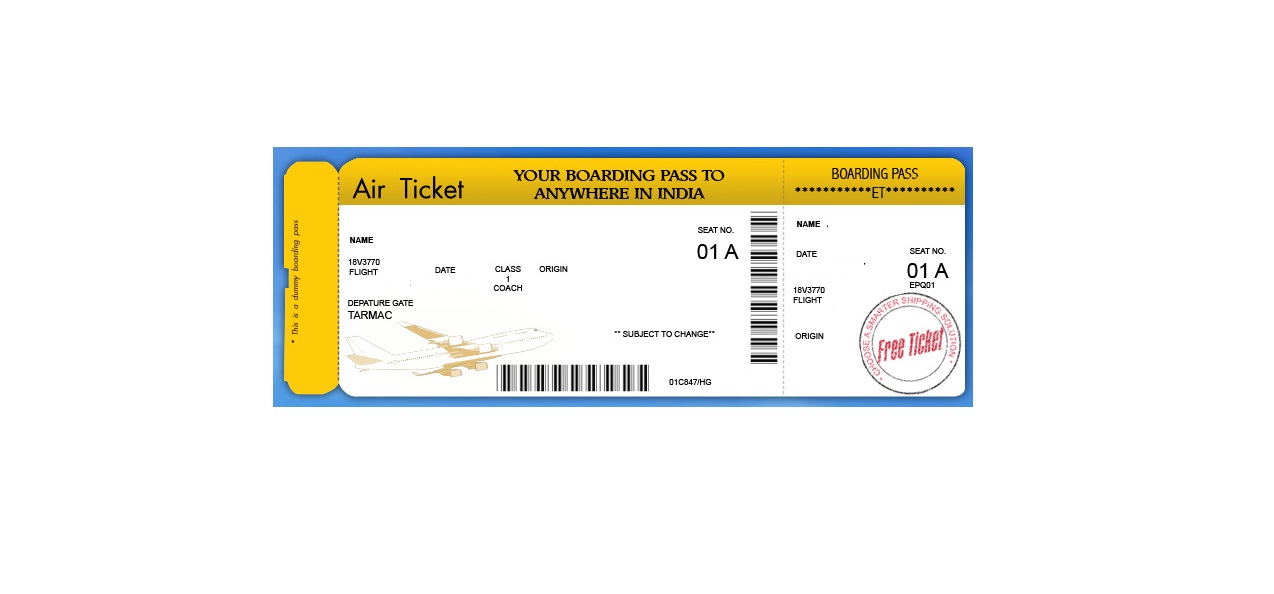 * This is a dummy boarding pass
Air Ticket
YOUR BOARDING PASS TO
ANYWHERE IN INDIA
NAME
SEAT NO.
01 A
18V3770
FLIGHT
DATE
CLASS
1
COACH
ORIGIN
DEPATURE GATE
TARMAC
** SUBJECT TO CHANGE**
01C847/HG
BOARDING PASS
***********ET**********
NAME .
DATE
SEAT NO.
01 A
EPQ01
18V3770
FLIGHT
ORIGIN
• CHOOSE A SMARTER SHIPPING SOLUTION •
Free Ticket